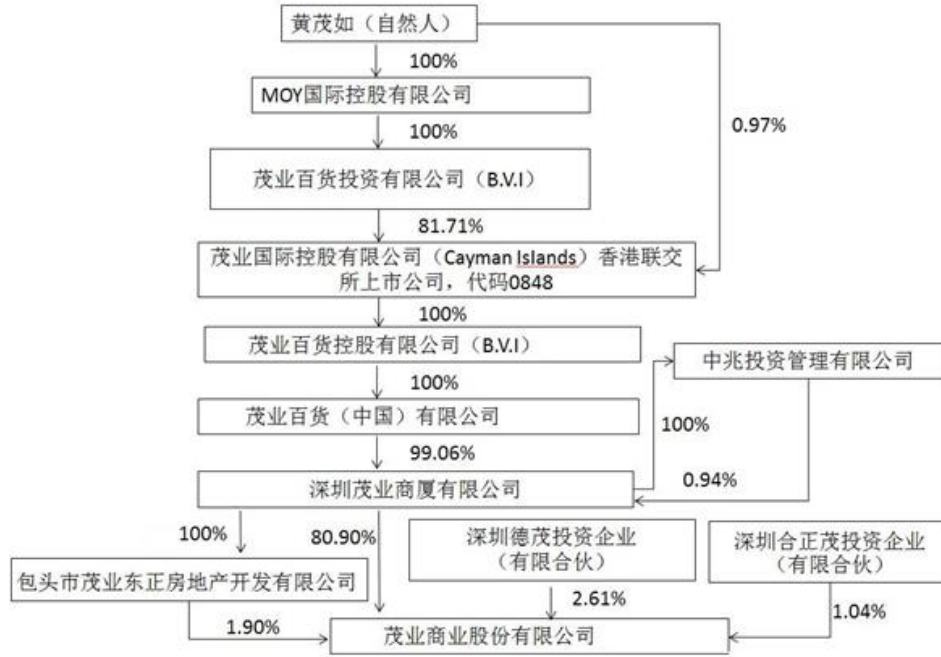 黄茂如（自然人）
100%
MOY国际控股有限公司
0.97%
100%
茂业百货投资有限公司（B.V.I）
81.71%
茂业国际控股有限公司（Cayman Islands）香港联交
所上市公司，代码0848
100%
茂业百货控股有限公司（B.V.I）
中兆投资管理有限公司
100%
茂业百货（中国）有限公司
100%
99.06%
0.94%
深圳茂业商厦有限公司
100%
80.90%
深圳德茂投资企业
（有限合伙）
深圳合正茂投资企业
（有限合伙）
包头市茂业东正房地产开发有限公司
2.61%
1.04%
1.90%
茂业商业股份有限公司